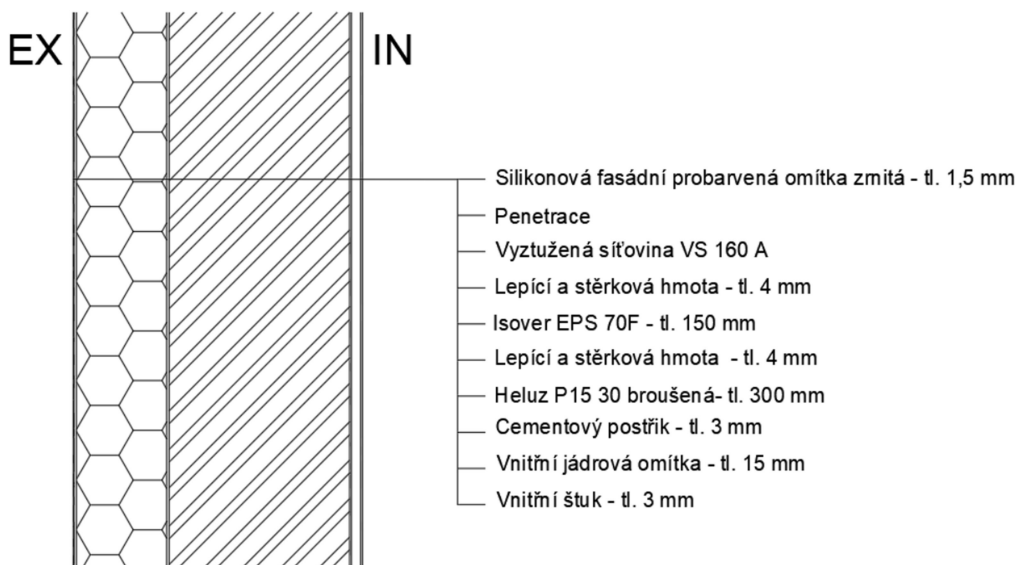 EX
IN
Silikonová fasádní probarvená omítka zrnitá - tl. 1,5 mm
Penetrace
Vyztužená síťovina VS 160 A
Lepící a stěrková hmota - tl. 4 mm
Isover EPS 70F - tl. 150 mm
Lepící a stěrková hmota - tl. 4 mm
Heluz P15 30 broušená- tl. 300 mm
Cementový postřik - tl. 3 mm
Vnitřní jádrová omítka - tl. 15 mm
Vnitřní štuk - tl. 3 mm